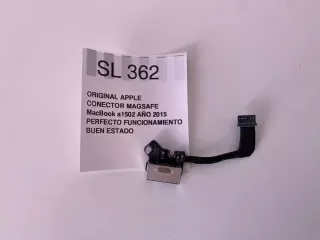 SL 362
ORIGINAL APPLE
CONECTOR MAGSAFE
MacBook a1502 AÑO 2015
PERFECTO FUNCIONAMIENTO
BUEN ESTADO